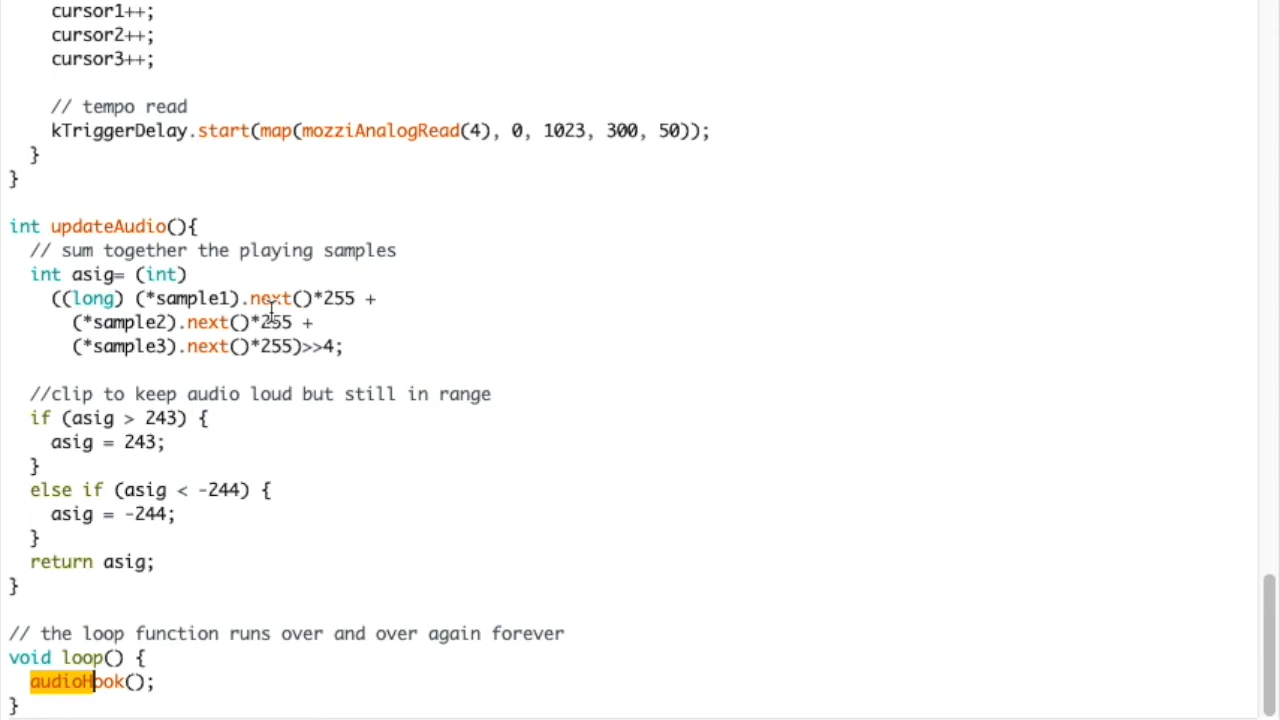 cursor1++;
cursor2++;
cursor3++;
// tempo read
kTriggerDelay.start(map(mozziAnalogRead(4), 0, 1023, 300, 50));
}
}
int updateAudio(){
// sum together the playing samples
int asig= (int)
((long) (*sample1).next()*255 +
(*sample2).next()*255 +
(*sample3).next()*255)>>4;
//clip to keep audio loud but still in range
if (asig > 243) {
asig = 243;
}
else if (asig < -244) {
asig = -244;
}
return asig;
}
// the loop function runs over and over again forever
void loop() {
audioHook();
}